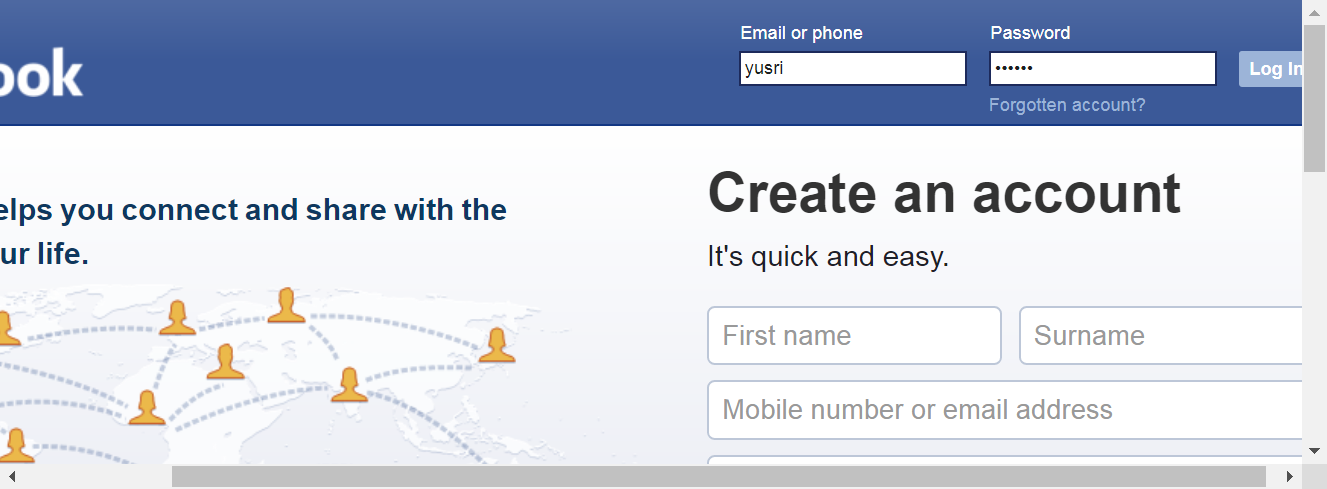 Email or phone
Password
yusri
••••••
Log In
ook
Forgotten account?
elps you connect and share with the
ur life.
Create an account
It's quick and easy.
First name
Surname
Mobile number or email address